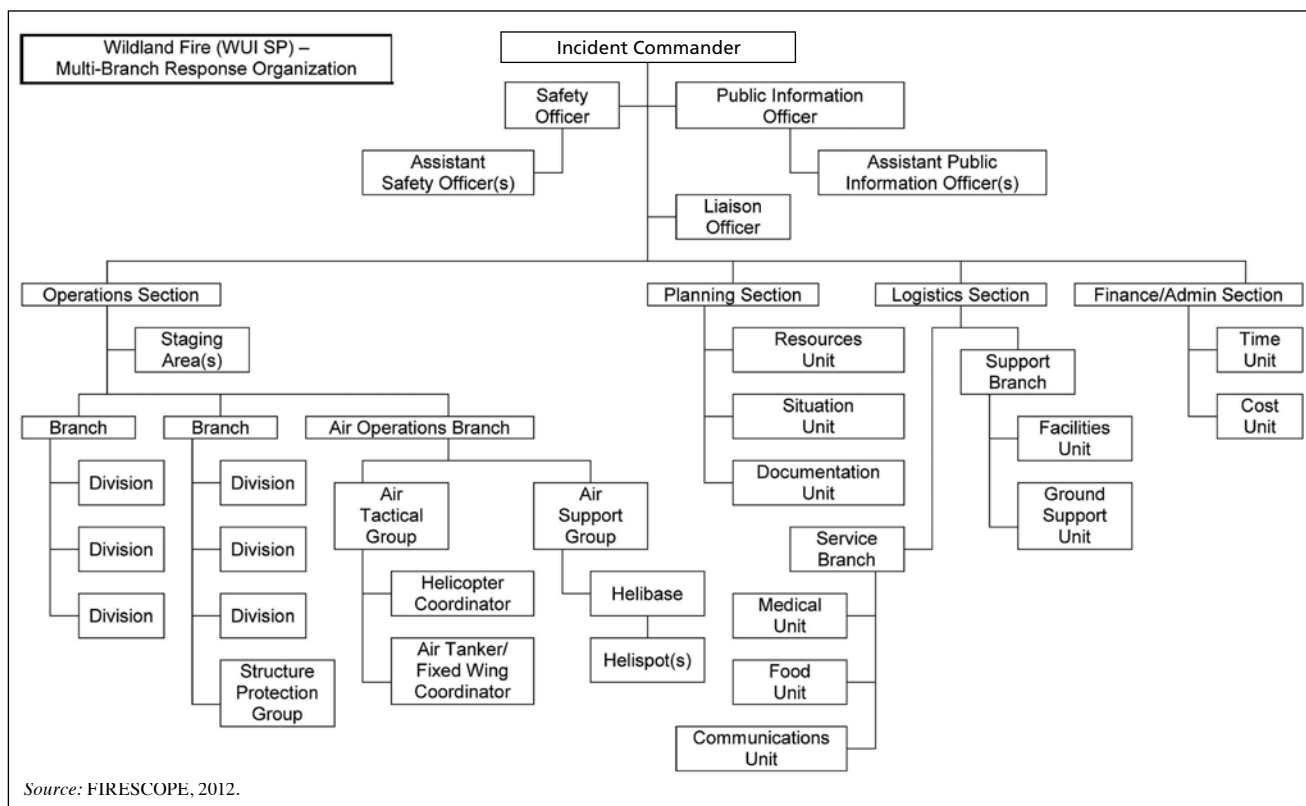 Wildland Fire (WUI SP) –
Multi-Branch Response Organization
Incident Commander
Safety
Officer
Public Information
Officer
Assistant
Safety Officer(s)
Assistant Public
Information Officer(s)
Liaison
Officer
Operations Section
Planning Section
Logistics Section
Finance/Admin Section
Staging
Area(s)
Resources
Unit
Support
Branch
Time
Unit
Situation
Unit
Cost
Unit
Branch
Branch
Air Operations Branch
Facilities
Unit
Division
Division
Documentation
Unit
Air
Tactical
Group
Air
Support
Group
Ground
Support
Unit
Division
Division
Service
Branch
Helicopter
Coordinator
Helibase
Medical
Unit
Division
Division
Air Tanker/
Fixed Wing
Coordinator
Helispot(s)
Structure
Protection
Group
Food
Unit
Communications
Unit
Source: FIRESCOPE, 2012.